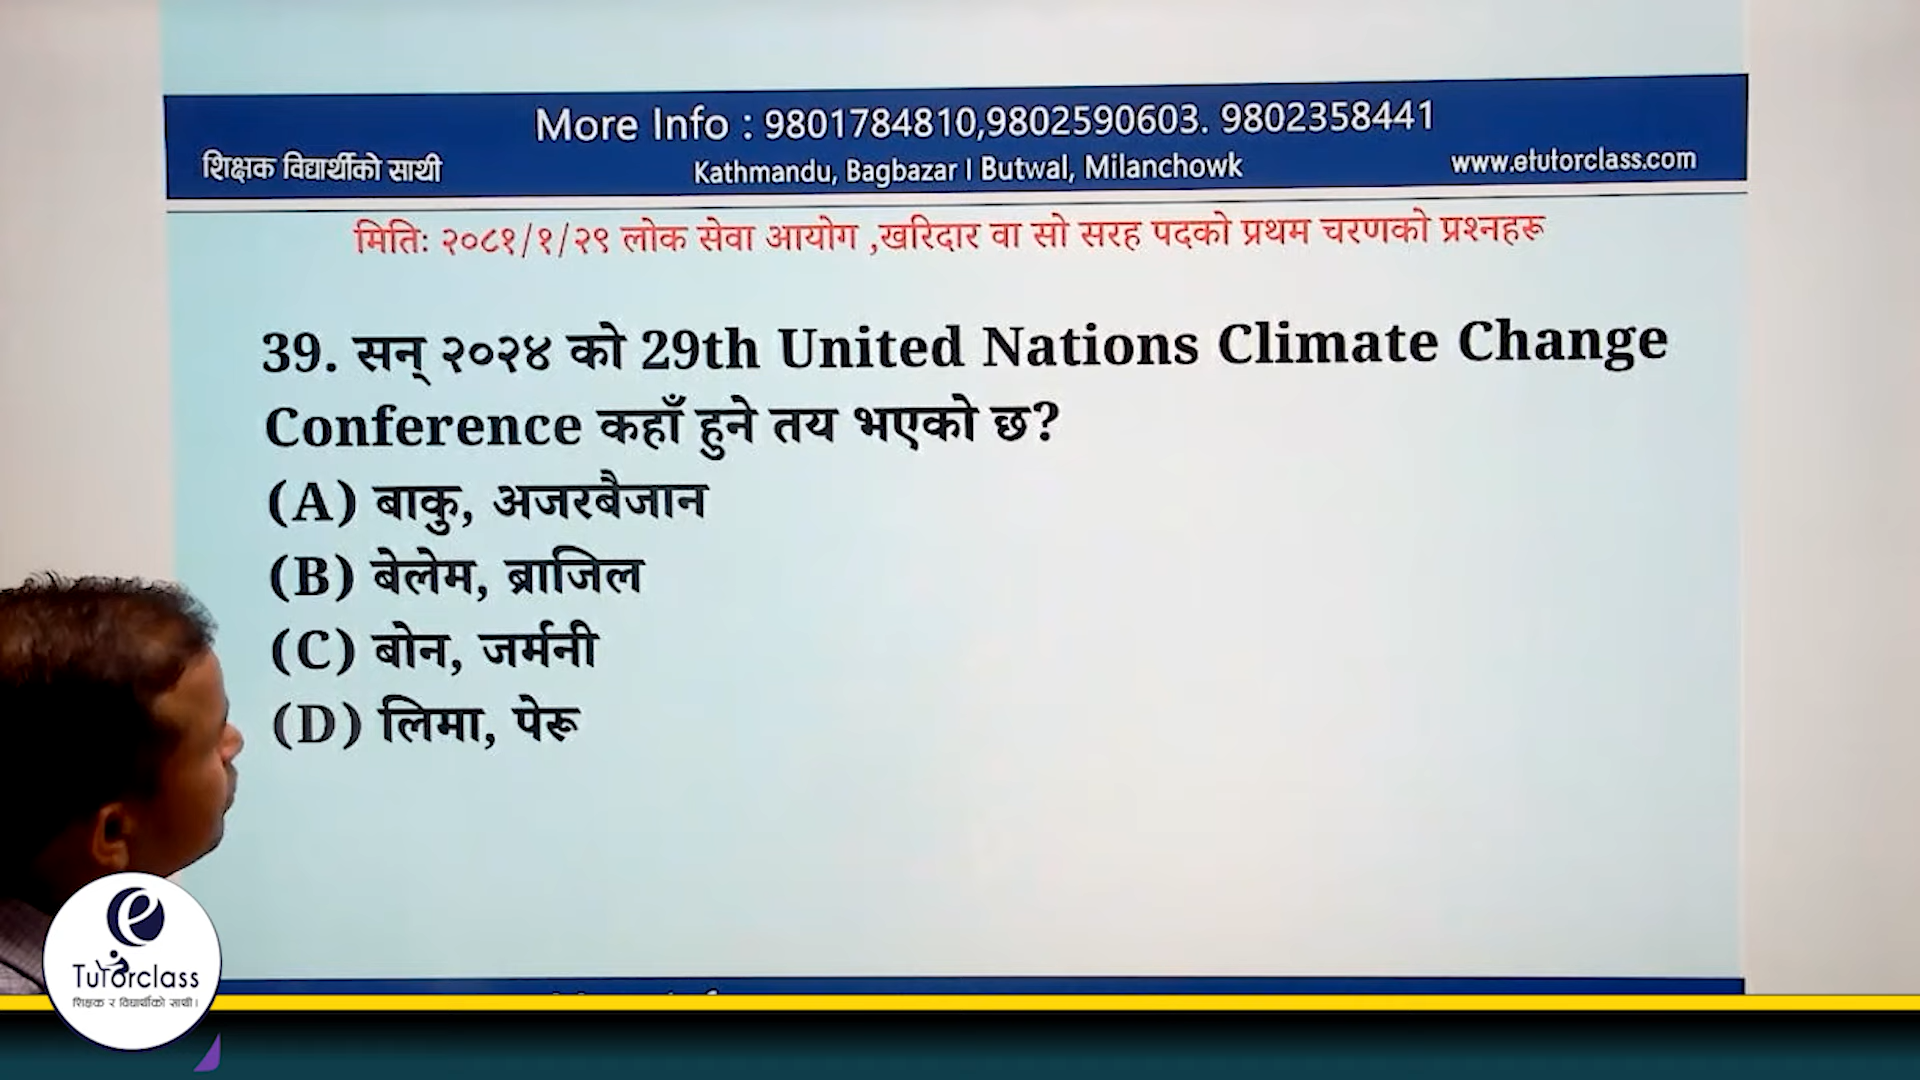 More Info : 9801784810,9802590603. 9802358441
शिक्षक विद्यार्थीको साथी
Kathmandu, Bagbazar I Butwal, Milanchowk
www.etutorclass.com
मितिः २०८१/१/२९ लोक सेवा आयोग ,खरिदार वा सो सरह पदको प्रथम चरणको प्रश्नहरू
39. सन् २०२४ को 29th United Nations Climate Change
Conference कहाँ हुने तय भएको छ?
(A) बाकु, अजरबैजान
(B) बेलेम, ब्राजिल
(C) बोन, जर्मनी
(D) लिमा, पेरू
e
Tutorclass
शिक्षक र विद्यार्थीको साथी।